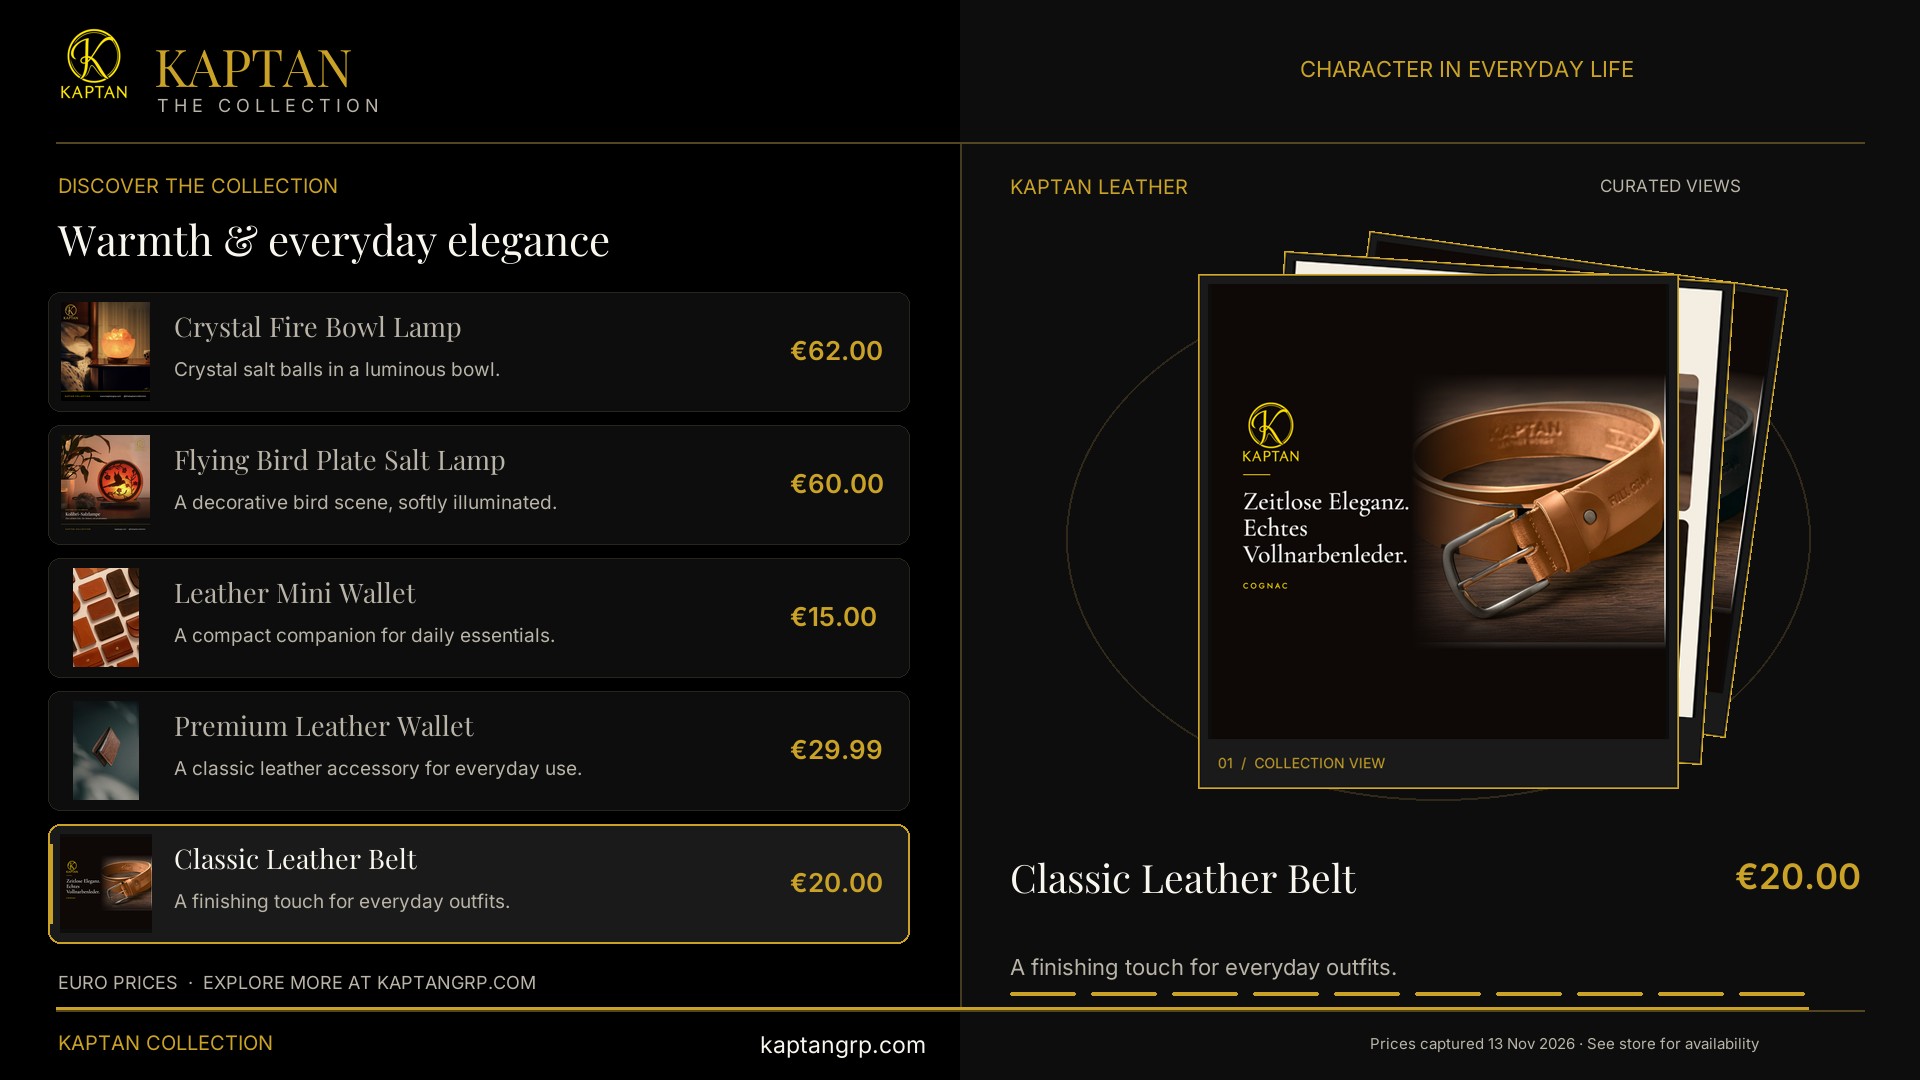 KAPTAN
KAPTAN
THE COLLECTION
CHARACTER IN EVERYDAY LIFE
DISCOVER THE COLLECTION
Warmth & everyday elegance
Crystal Fire Bowl Lamp
Crystal salt balls in a luminous bowl.
€62.00
Flying Bird Plate Salt Lamp
A decorative bird scene, softly illuminated.
€60.00
Leather Mini Wallet
A compact companion for daily essentials.
€15.00
Premium Leather Wallet
A classic leather accessory for everyday use.
€29.99
Classic Leather Belt
A finishing touch for everyday outfits.
€20.00
EURO PRICES · EXPLORE MORE AT KAPTANGRP.COM
KAPTAN LEATHER
CURATED VIEWS
KAPTAN
KAPTAN
Zeitlose Eleganz.
Echtes
Vollnarbenleder.
COGNAC
01 / COLLECTION VIEW
Classic Leather Belt
€20.00
A finishing touch for everyday outfits.
KAPTAN COLLECTION
kaptangrp.com
Prices captured 13 Nov 2026 · See store for availability